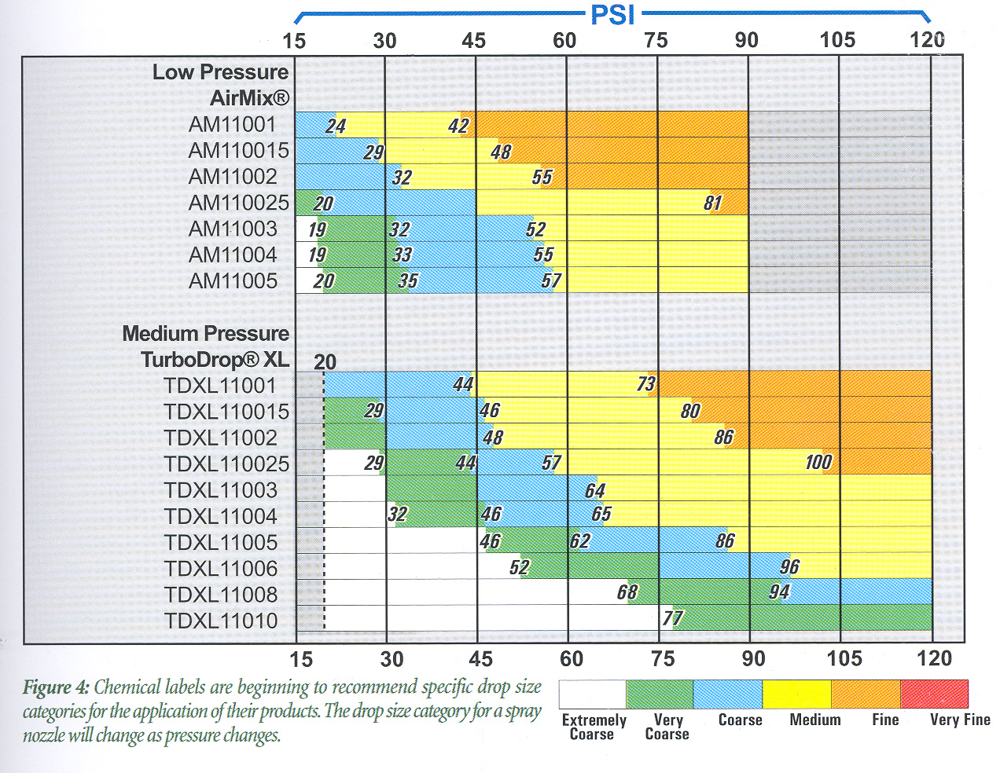 PSI
15 30 45 60 75 90 105 120
Low Pressure
AirMix®
AM11001 24 42
AM110015 29 48
AM11002 32 55
AM110025 20 81
AM11003 19 32 52
AM11004 19 33 55
AM11005 20 35 57
Medium Pressure
TurboDrop® XL 20
TDXL11001 44 73
TDXL110015 29 46 80
TDXL11002 48 86
TDXL110025 29 44 57 100
TDXL11003 64
TDXL11004 32 46 65
TDXL11005 46 62 86
TDXL11006 52 96
TDXL11008 68 94
TDXL11010 77
15 30 45 60 75 90 105 120
Figure 4: Chemical labels are beginning to recommend specific drop size
categories for the application of their products. The drop size category for a spray
nozzle will change as pressure changes.
Extremely Very Coarse Medium Fine Very Fine
Coarse Coarse